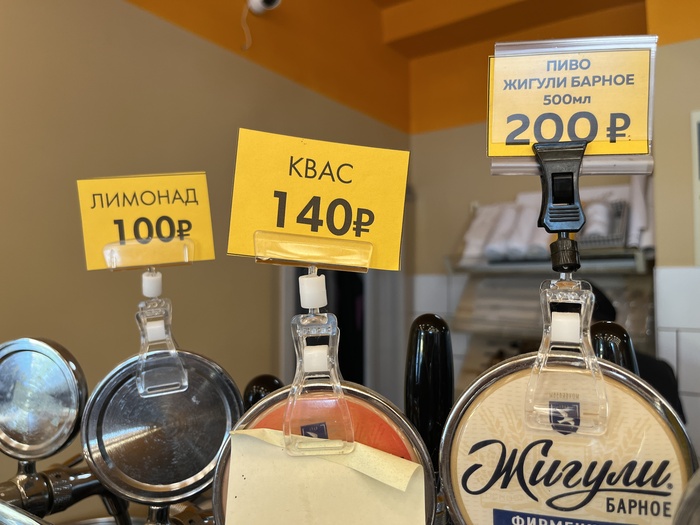 ЛИМОНАД
100₽
КВАС
140₽
ПИВО
ЖИГУЛИ БАРНОЕ
500мл
200₽
Жигули
БАРНОЕ